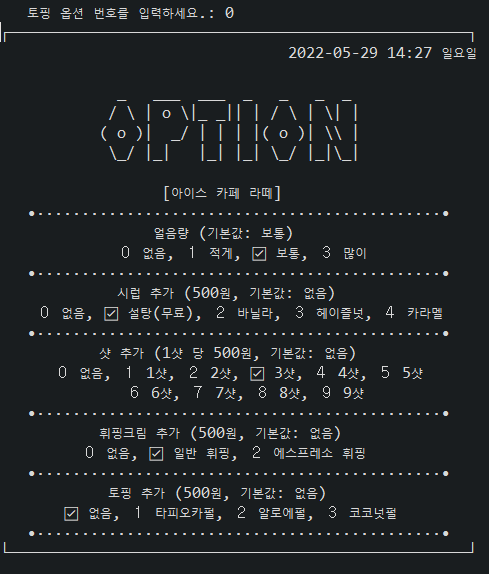 토핑 옵션 번호를 입력하세요.: 0
2022-05-29 14:27 일요일
OPTION
[아이스 카페 라떼]
얼음량 (기본값: 보통)
0 없음, 1 적게, ☑ 보통, 3 많이
시럽 추가 (500원, 기본값: 없음)
0 없음, ☑ 설탕(무료), 2 바닐라, 3 헤이즐넛, 4 카라멜
샷 추가 (1샷 당 500원, 기본값: 없음)
0 없음, 1 1샷, 2 2샷, ☑ 3샷, 4 4샷, 5 5샷
6 6샷, 7 7샷, 8 8샷, 9 9샷
휘핑크림 추가 (500원, 기본값: 없음)
0 없음, ☑ 일반 휘핑, 2 에스프레소 휘핑
토핑 추가 (500원, 기본값: 없음)
☑ 없음, 1 타피오카펄, 2 알로에펄, 3 코코넛펄